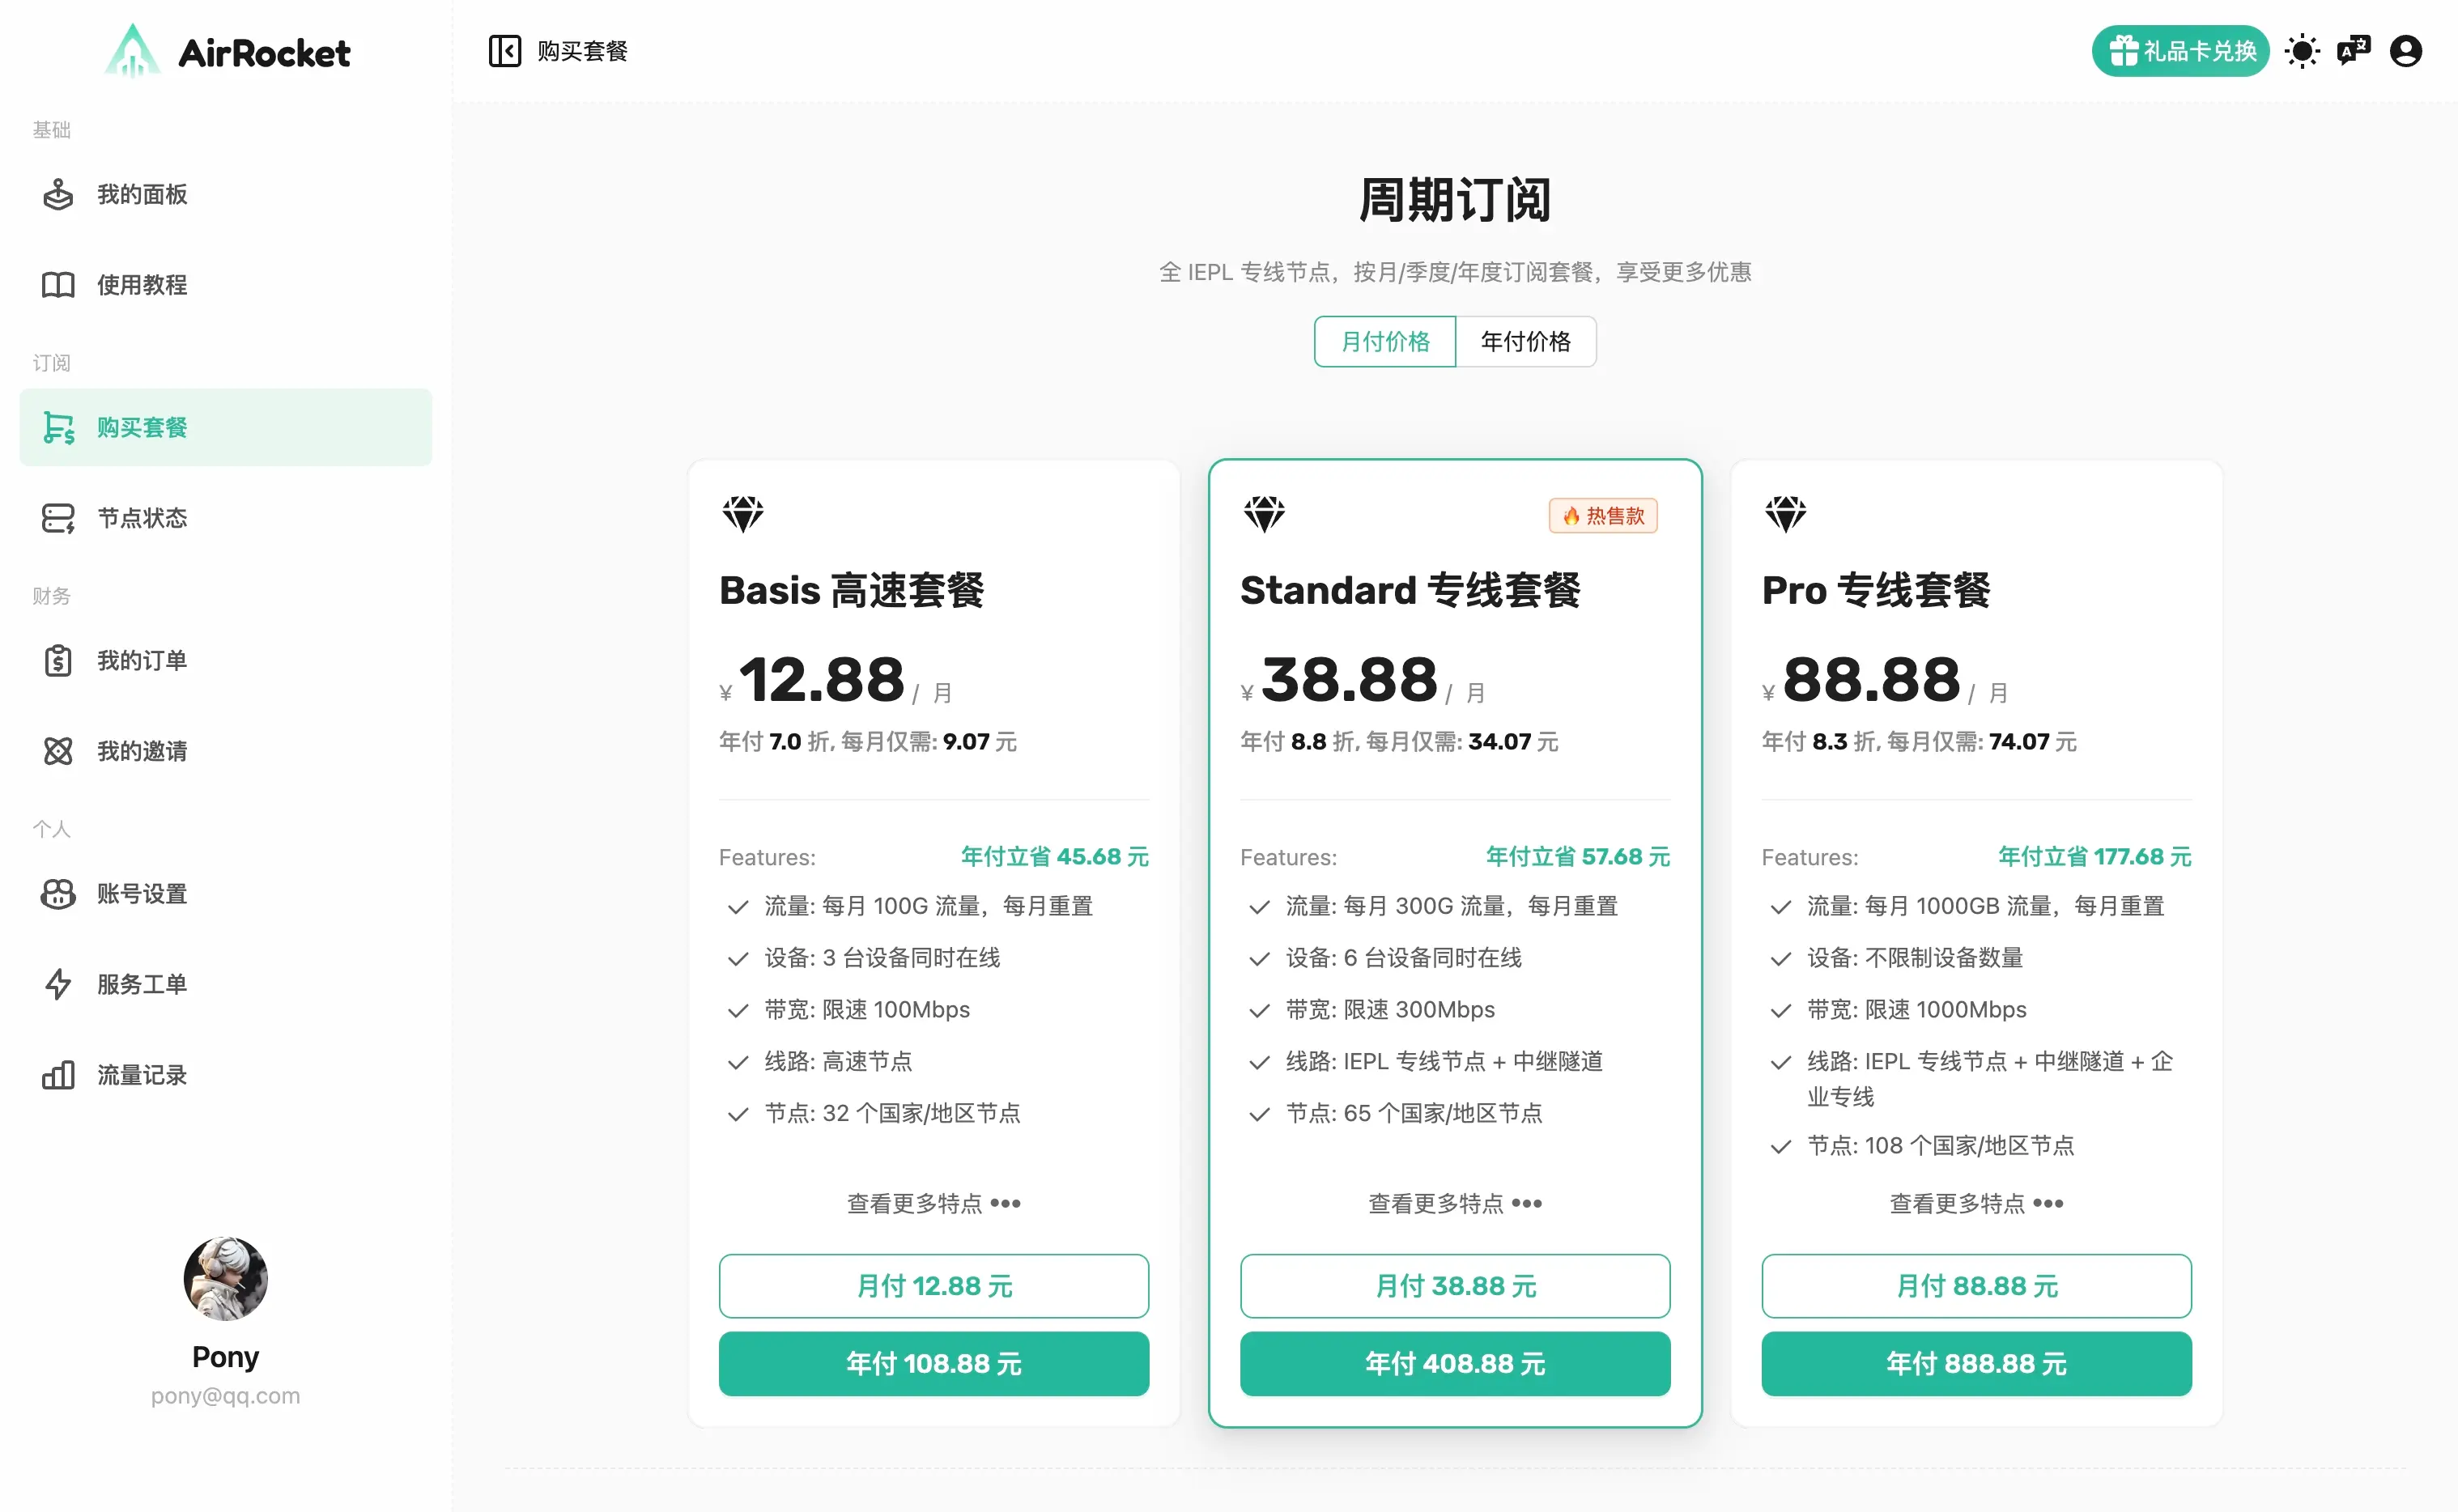 AirRocket
基础
我的面板
使用教程
订阅
购买套餐
节点状态
财务
我的订单
我的邀请
个人
账号设置
服务工单
流量记录
Pony
pony@qq.com
购买套餐
礼品卡兑换
周期订阅
全 IEPL 专线节点，按月/季度/年度订阅套餐，享受更多优惠
月付价格
年付价格
Basis 高速套餐
¥ 12.88 / 月
年付 7.0 折, 每月仅需: 9.07 元
Features: 年付立省 45.68 元
流量: 每月 100G 流量，每月重置
设备: 3 台设备同时在线
带宽: 限速 100Mbps
线路: 高速节点
节点: 32 个国家/地区节点
查看更多特点 •••
月付 12.88 元
年付 108.88 元
🔥 热售款
Standard 专线套餐
¥ 38.88 / 月
年付 8.8 折, 每月仅需: 34.07 元
Features: 年付立省 57.68 元
流量: 每月 300G 流量，每月重置
设备: 6 台设备同时在线
带宽: 限速 300Mbps
线路: IEPL 专线节点 + 中继隧道
节点: 65 个国家/地区节点
查看更多特点 •••
月付 38.88 元
年付 408.88 元
Pro 专线套餐
¥ 88.88 / 月
年付 8.3 折, 每月仅需: 74.07 元
Features: 年付立省 177.68 元
流量: 每月 1000GB 流量，每月重置
设备: 不限制设备数量
带宽: 限速 1000Mbps
线路: IEPL 专线节点 + 中继隧道 + 企
业专线
节点: 108 个国家/地区节点
查看更多特点 •••
月付 88.88 元
年付 888.88 元